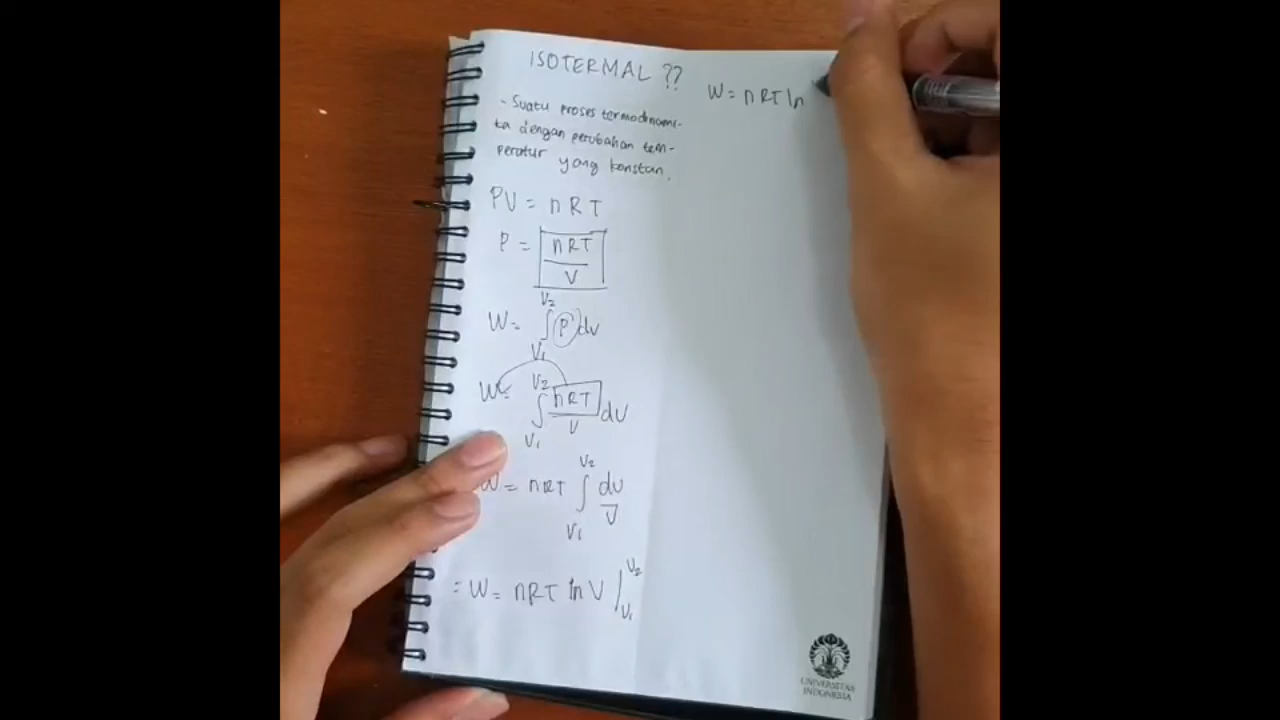 ISOTERMAL ??
- Suatu proses termodinami-
ka dengan perubahan tem-
peratur yang konstan.
PV = nRT
P = nRT
V
V2
W = ∫ P dv
V1
V2
W = ∫ nRT dv
V
V1
V2
W = nRT ∫ dv
V
V1
= W = nRT ln V | V2
V1
W = nRT ln
UNIVERSITAS
INDONESIA